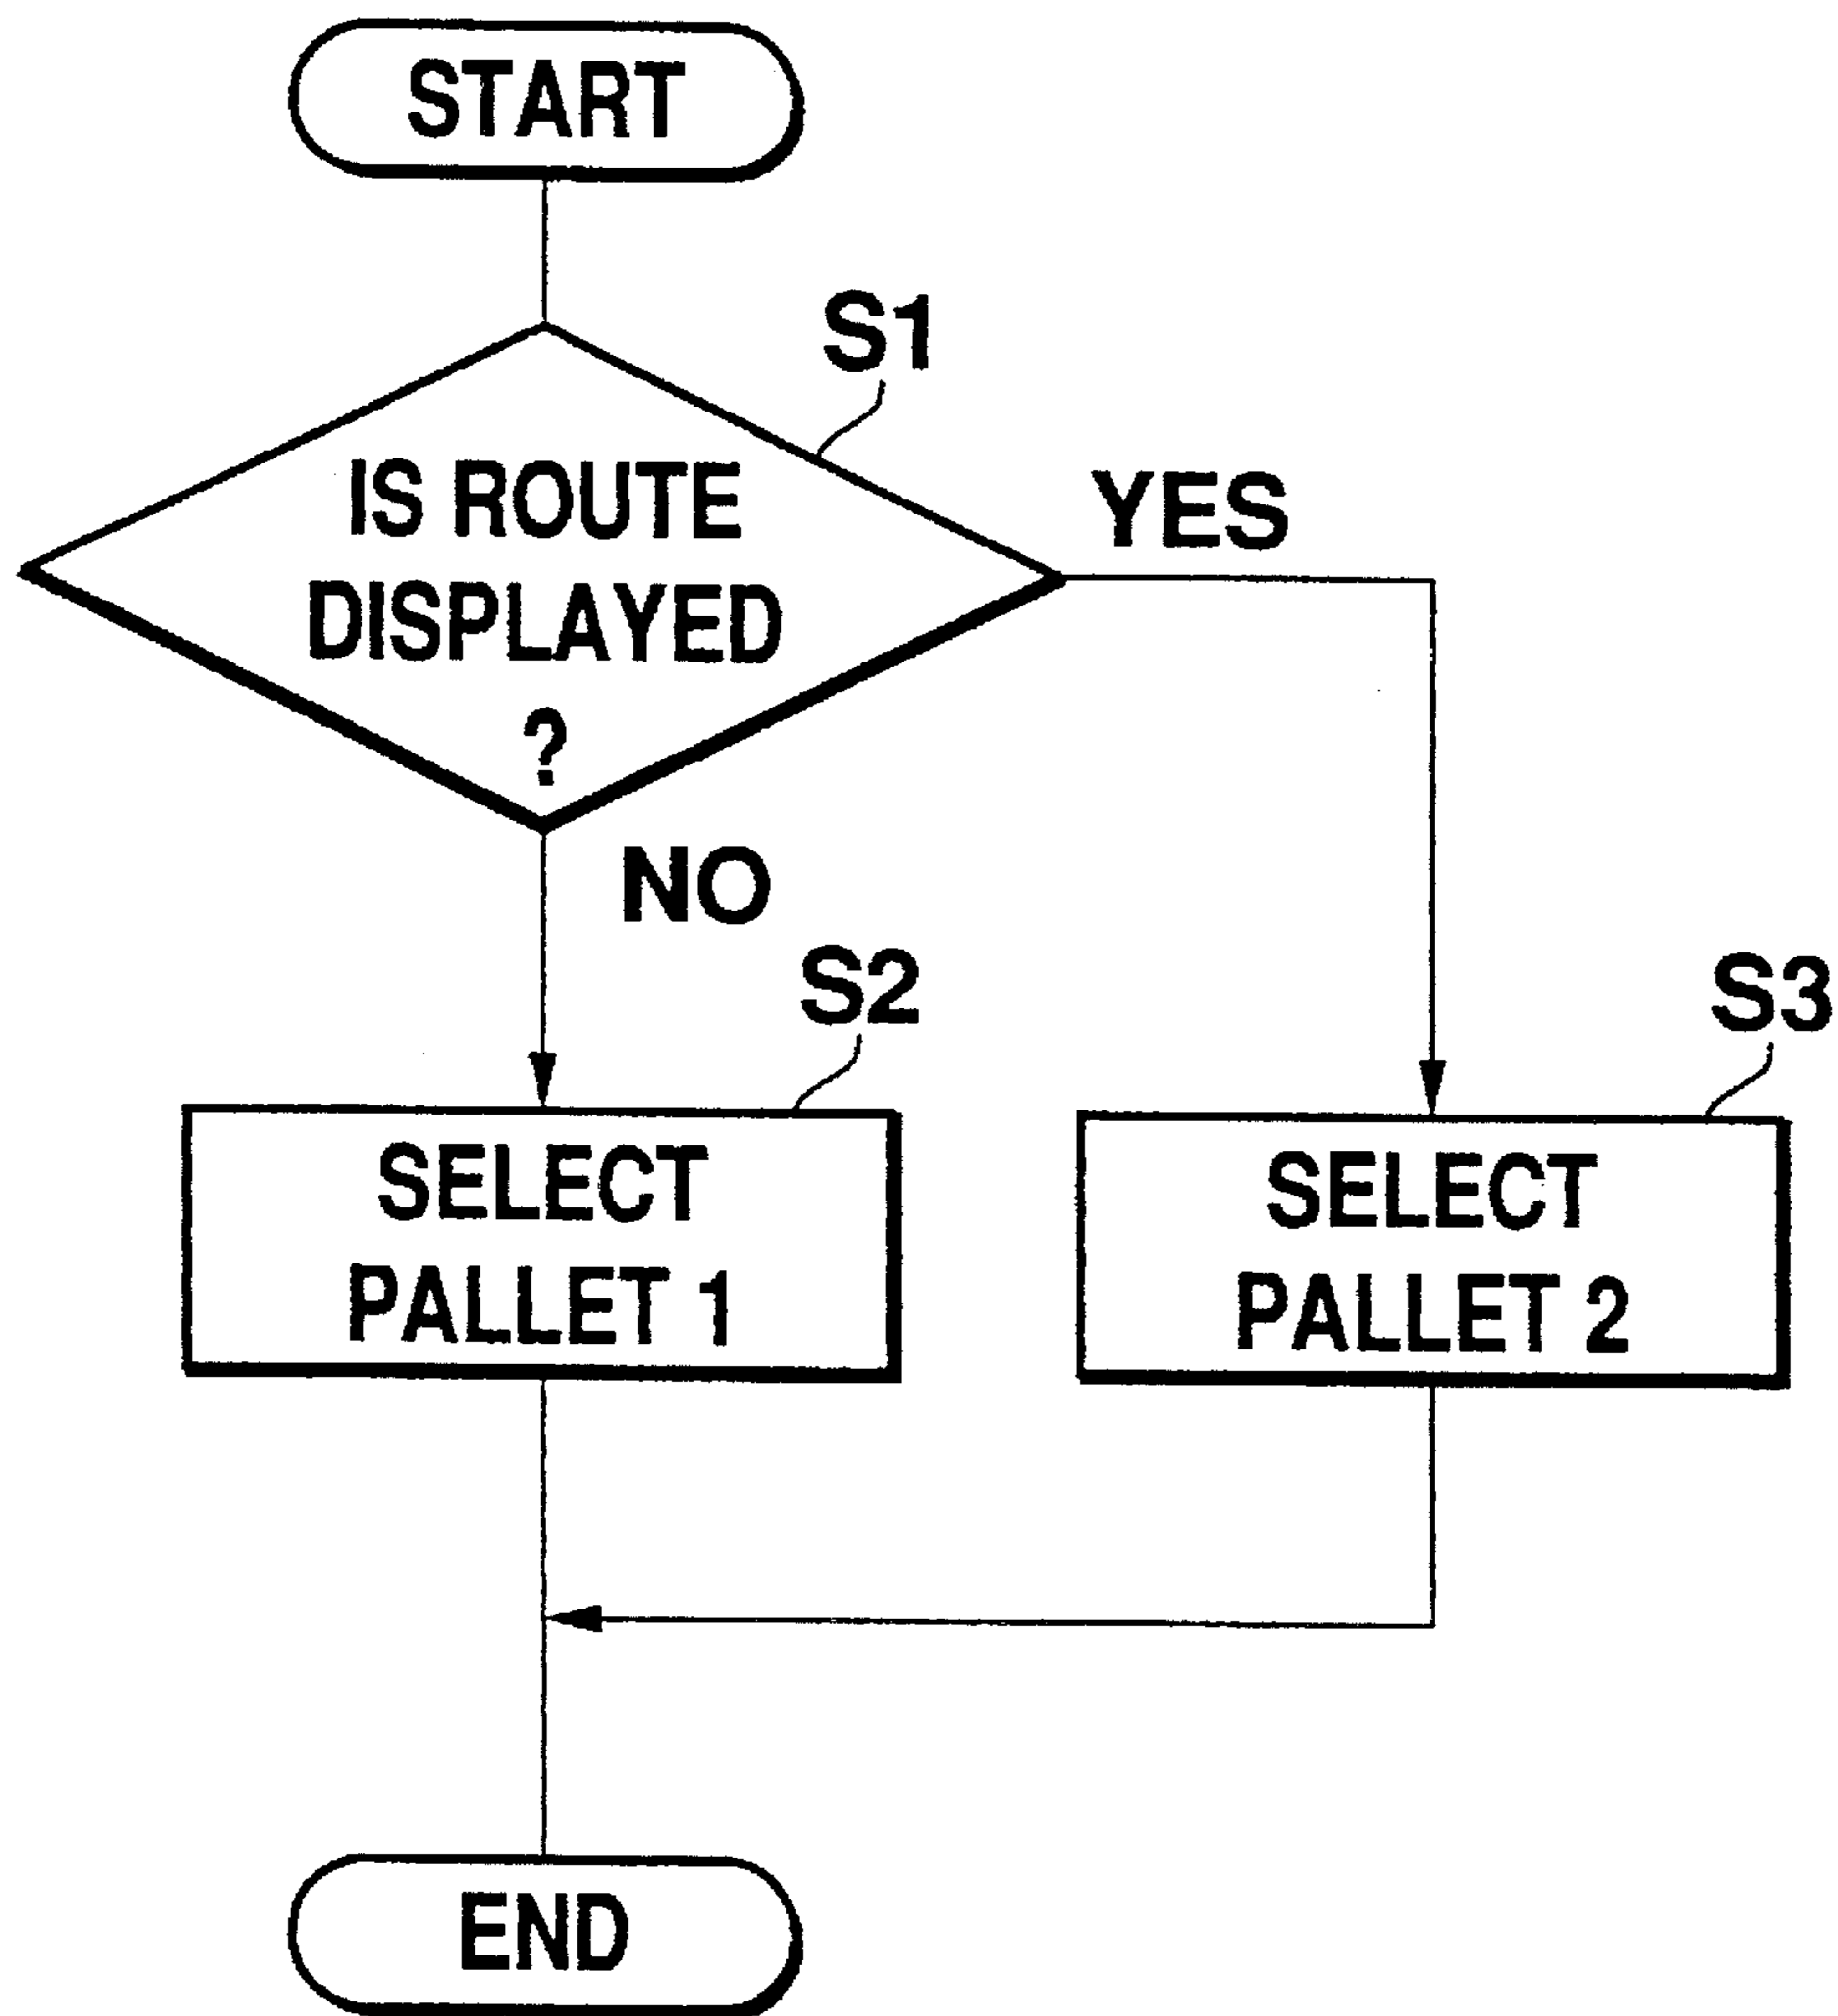 START
S1
IS ROUTE
DISPLAYED
?
YES
NO
S2
SELECT
PALLET 1
S3
SELECT
PALLET 2
END